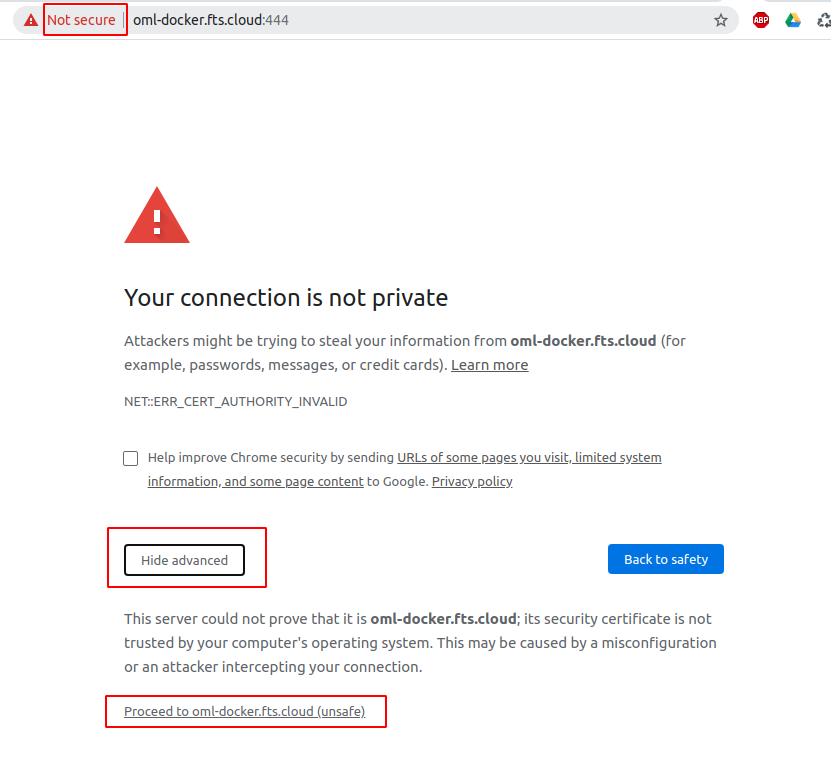 Not secure | oml-docker.fts.cloud:444
ABP
Your connection is not private
Attackers might be trying to steal your information from oml-docker.fts.cloud (for
example, passwords, messages, or credit cards). Learn more
NET::ERR_CERT_AUTHORITY_INVALID
Help improve Chrome security by sending URLs of some pages you visit, limited system
information, and some page content to Google. Privacy policy
Hide advanced
Back to safety
This server could not prove that it is oml-docker.fts.cloud; its security certificate is not
trusted by your computer's operating system. This may be caused by a misconfiguration
or an attacker intercepting your connection.
Proceed to oml-docker.fts.cloud (unsafe)